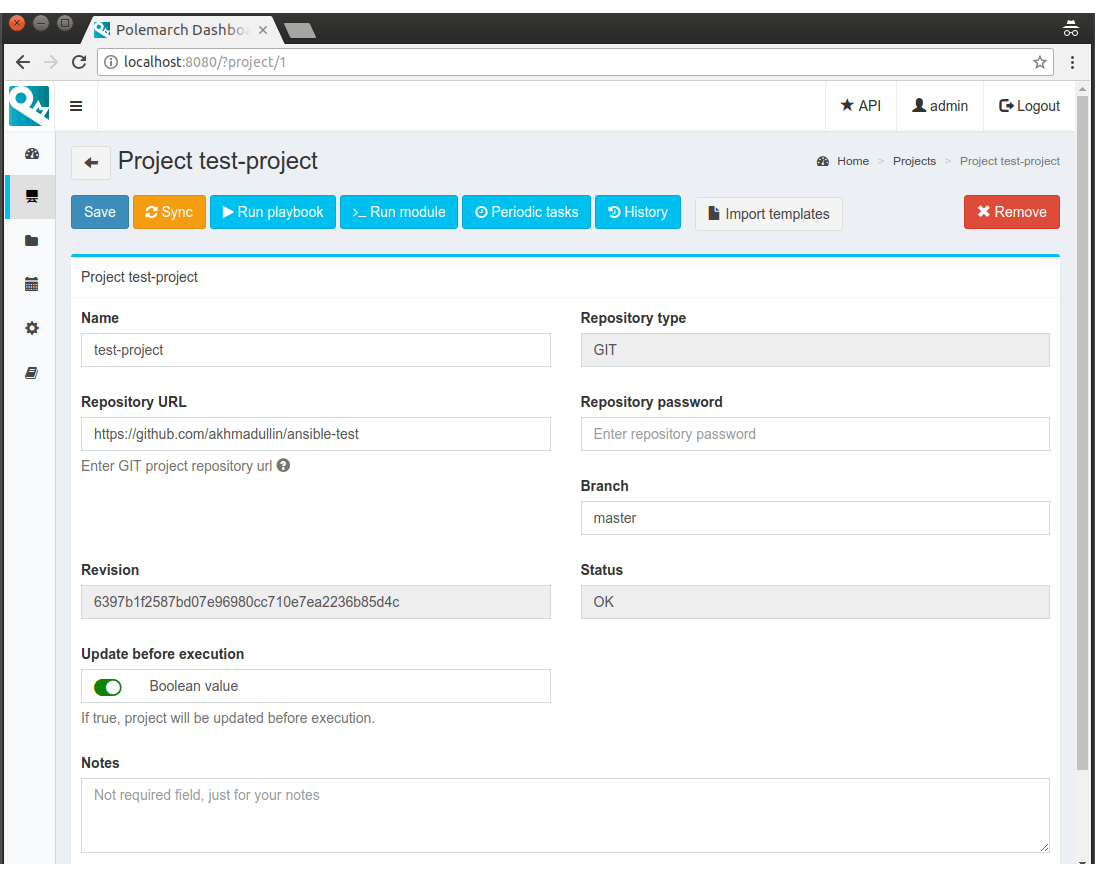 Polemarch Dashboa
localhost:8080/?project/1
API admin Logout
Project test-project
Home > Projects > Project test-project
Save Sync Run playbook >_ Run module Periodic tasks History Import templates Remove
Project test-project
Name Repository type
test-project GIT
Repository URL Repository password
https://github.com/akhmadullin/ansible-test Enter repository password
Enter GIT project repository url
Branch
master
Revision Status
6397b1f2587bd07e96980cc710e7ea2236b85d4c OK
Update before execution
Boolean value
If true, project will be updated before execution.
Notes
Not required field, just for your notes